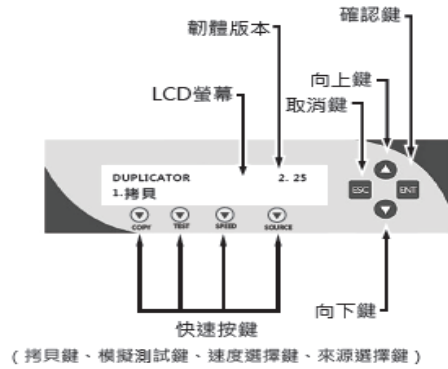 確認鍵
韌體版本
向上鍵
LCD螢幕
取消鍵
DUPLICATOR 2. 25
1.拷貝
ESC
ENT
COPY TEST SPEED SOURCE
快速按鍵
向下鍵
(拷貝鍵、模擬測試鍵、速度選擇鍵、來源選擇鍵)